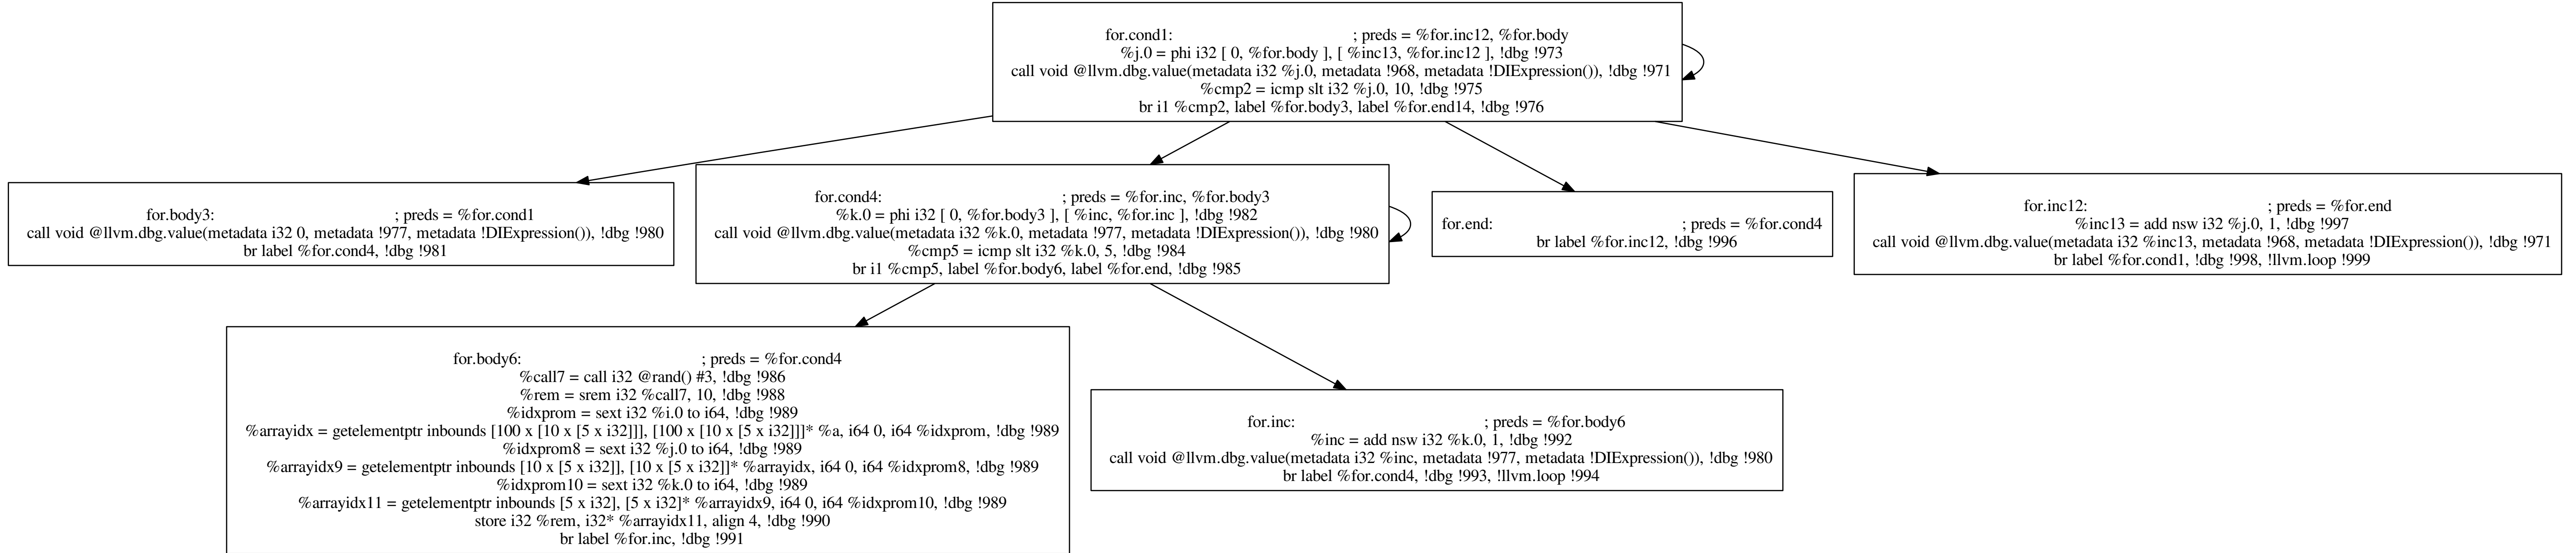 for.cond1: ; preds = %for.inc12, %for.body
%j.0 = phi i32 [ 0, %for.body ], [ %inc13, %for.inc12 ], !dbg !973
call void @llvm.dbg.value(metadata i32 %j.0, metadata !968, metadata !DIExpression()), !dbg !971
%cmp2 = icmp slt i32 %j.0, 10, !dbg !975
br i1 %cmp2, label %for.body3, label %for.end14, !dbg !976
for.body3: ; preds = %for.cond1
call void @llvm.dbg.value(metadata i32 0, metadata !977, metadata !DIExpression()), !dbg !980
br label %for.cond4, !dbg !981
for.cond4: ; preds = %for.inc, %for.body3
%k.0 = phi i32 [ 0, %for.body3 ], [ %inc, %for.inc ], !dbg !982
call void @llvm.dbg.value(metadata i32 %k.0, metadata !977, metadata !DIExpression()), !dbg !980
%cmp5 = icmp slt i32 %k.0, 5, !dbg !984
br i1 %cmp5, label %for.body6, label %for.end, !dbg !985
for.end: ; preds = %for.cond4
br label %for.inc12, !dbg !996
for.inc12: ; preds = %for.end
%inc13 = add nsw i32 %j.0, 1, !dbg !997
call void @llvm.dbg.value(metadata i32 %inc13, metadata !968, metadata !DIExpression()), !dbg !971
br label %for.cond1, !dbg !998, !llvm.loop !999
for.body6: ; preds = %for.cond4
%call7 = call i32 @rand() #3, !dbg !986
%rem = srem i32 %call7, 10, !dbg !988
%idxprom = sext i32 %i.0 to i64, !dbg !989
%arrayidx = getelementptr inbounds [100 x [10 x [5 x i32]]], [100 x [10 x [5 x i32]]]* %a, i64 0, i64 %idxprom, !dbg !989
%idxprom8 = sext i32 %j.0 to i64, !dbg !989
%arrayidx9 = getelementptr inbounds [10 x [5 x i32]], [10 x [5 x i32]]* %arrayidx, i64 0, i64 %idxprom8, !dbg !989
%idxprom10 = sext i32 %k.0 to i64, !dbg !989
%arrayidx11 = getelementptr inbounds [5 x i32], [5 x i32]* %arrayidx9, i64 0, i64 %idxprom10, !dbg !989
store i32 %rem, i32* %arrayidx11, align 4, !dbg !990
br label %for.inc, !dbg !991
for.inc: ; preds = %for.body6
%inc = add nsw i32 %k.0, 1, !dbg !992
call void @llvm.dbg.value(metadata i32 %inc, metadata !977, metadata !DIExpression()), !dbg !980
br label %for.cond4, !dbg !993, !llvm.loop !994